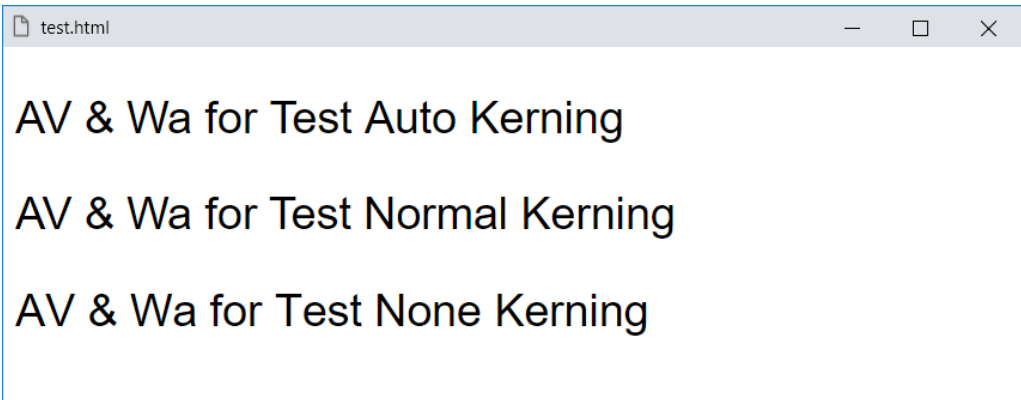 test.html
AV & Wa for Test Auto Kerning
AV & Wa for Test Normal Kerning
AV & Wa for Test None Kerning